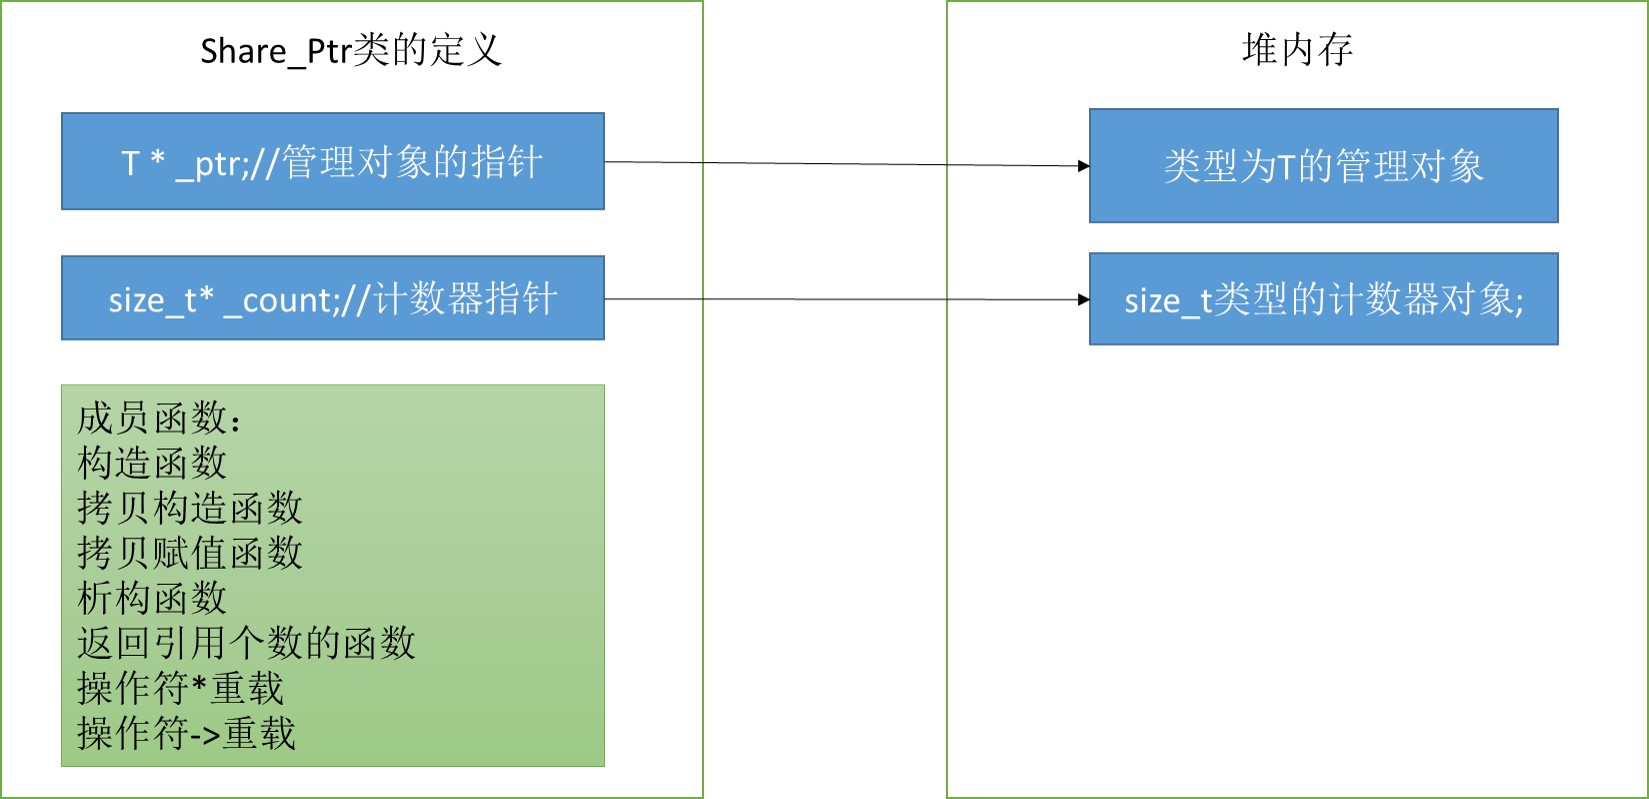 Share_Ptr类的定义
T * _ptr;//管理对象的指针
size_t* _count;//计数器指针
成员函数：
构造函数
拷贝构造函数
拷贝赋值函数
析构函数
返回引用个数的函数
操作符*重载
操作符->重载
堆内存
类型为T的管理对象
size_t类型的计数器对象;